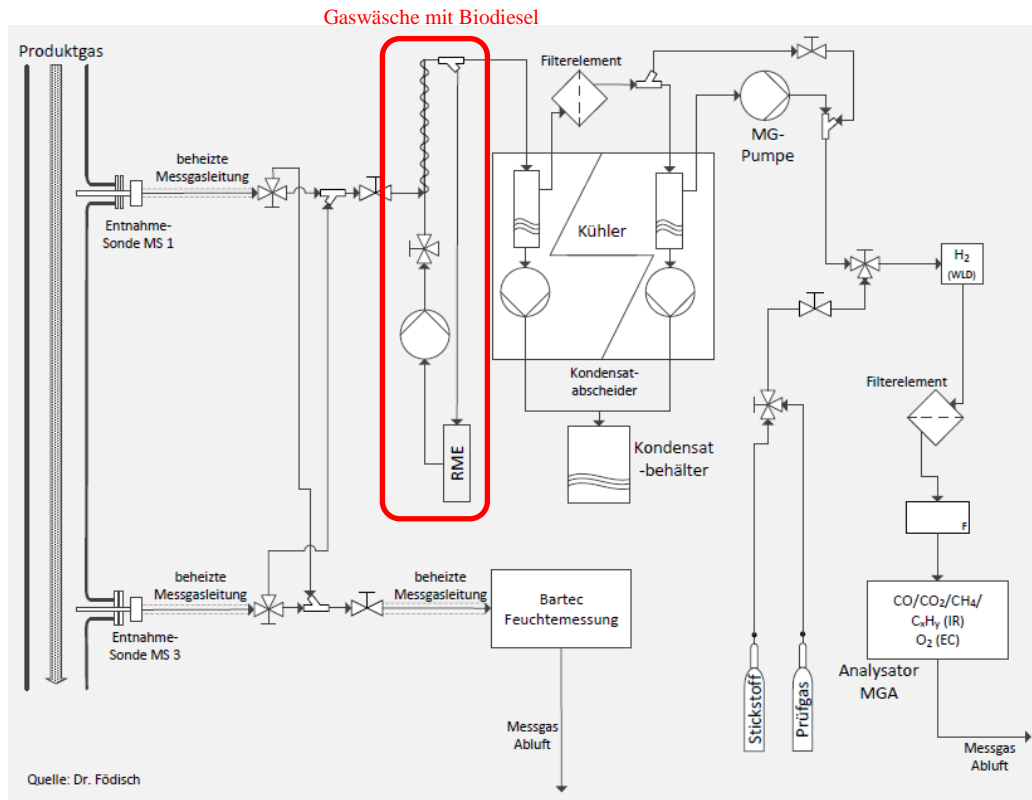 Gaswäsche mit Biodiesel
Produktgas
Filterelement
MG-
Pumpe
beheizte
Messgasleitung
Entnahme-
Sonde MS 1
Kühler
H₂
(WLD)
Kondensat-
abscheider
Filterelement
RME
Kondensat
-behälter
F
beheizte
Messgasleitung
beheizte
Messgasleitung
Bartec
Feuchtemessung
CO/CO₂/CH₄/
CₓHᵧ (IR)
O₂ (EC)
Entnahme-
Sonde MS 3
Analysator
MGA
Stickstoff
Prüfgas
Messgas
Abluft
Messgas
Abluft
Quelle: Dr. Födisch